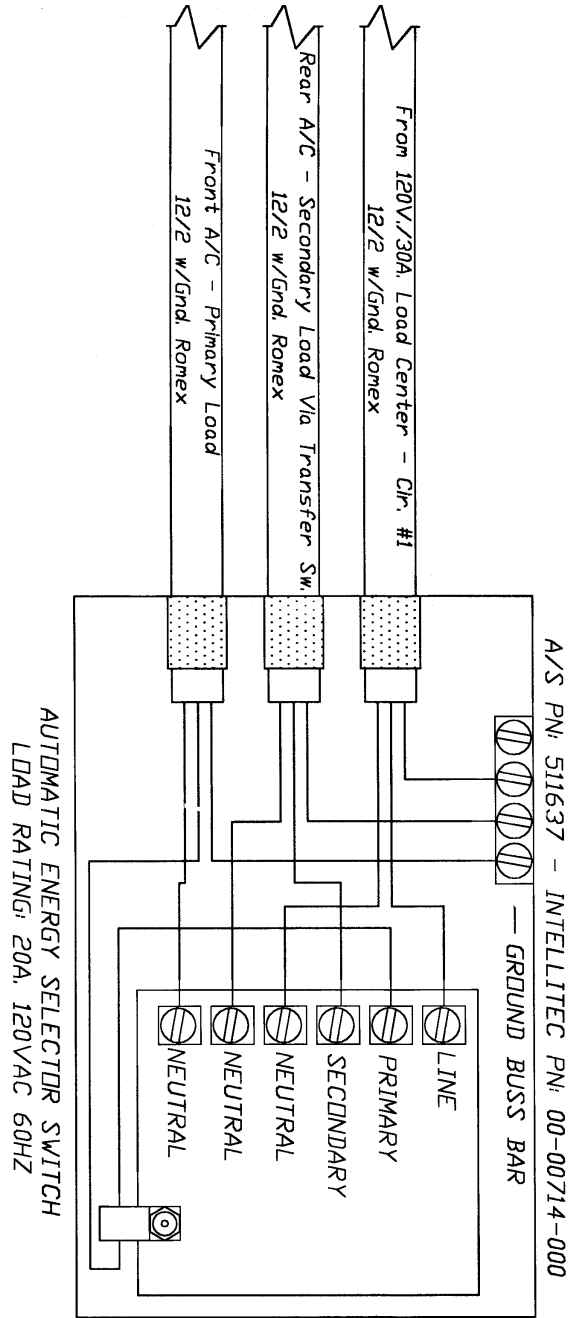 A/S PN: 511637 - INTELLITEC PN: 00-00714-000
GROUND BUSS BAR
From 120V./30A. Load Center - Cir. #1
12/2 w/Gnd. Romex
Rear A/C - Secondary Load Via Transfer Sw.
12/2 w/Gnd. Romex
Front A/C - Primary Load
12/2 w/Gnd. Romex
LINE
PRIMARY
SECONDARY
NEUTRAL
NEUTRAL
NEUTRAL
AUTOMATIC ENERGY SELECTOR SWITCH
LOAD RATING: 20A. 120VAC 60HZ